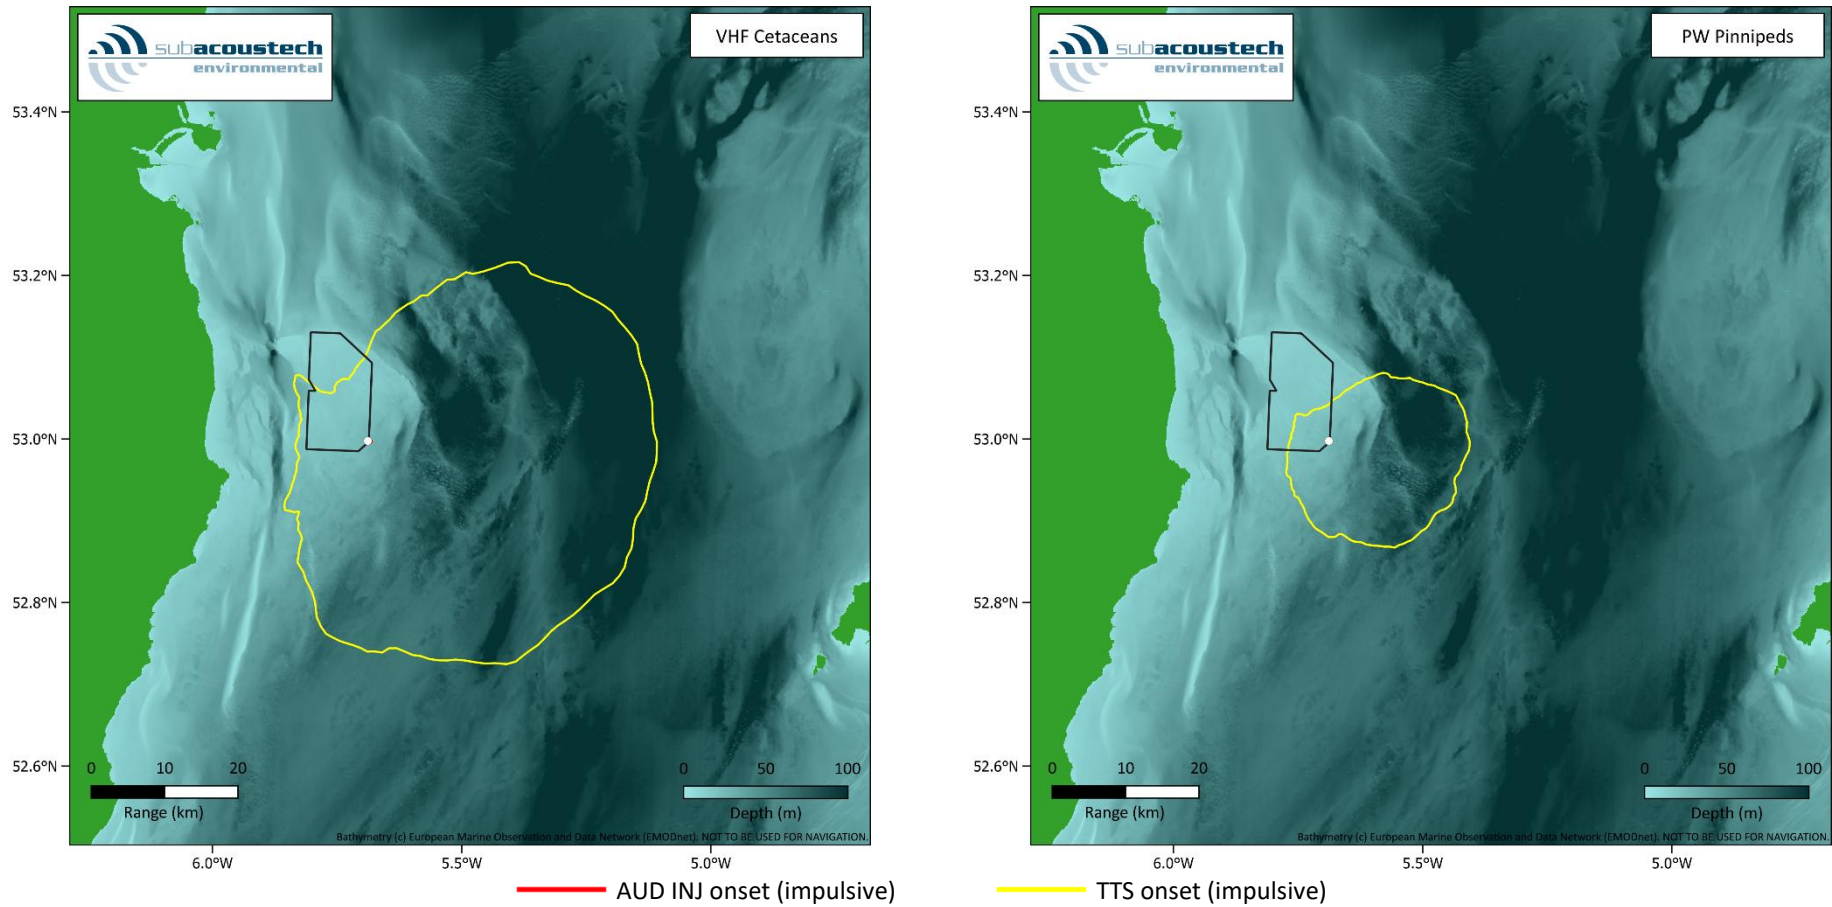 subacoustech
environmental
VHF Cetaceans
53.4°N
53.2°N
53.0°N
52.8°N
52.6°N
0 10 20
Range (km)
0 50 100
Depth (m)
Bathymetry (c) European Marine Observation and Data Network (EMODnet). NOT TO BE USED FOR NAVIGATION.
6.0°W 5.5°W 5.0°W
subacoustech
environmental
PW Pinnipeds
53.4°N
53.2°N
53.0°N
52.8°N
52.6°N
0 10 20
Range (km)
0 50 100
Depth (m)
Bathymetry (c) European Marine Observation and Data Network (EMODnet). NOT TO BE USED FOR NAVIGATION.
6.0°W 5.5°W 5.0°W
AUD INJ onset (impulsive) TTS onset (impulsive)